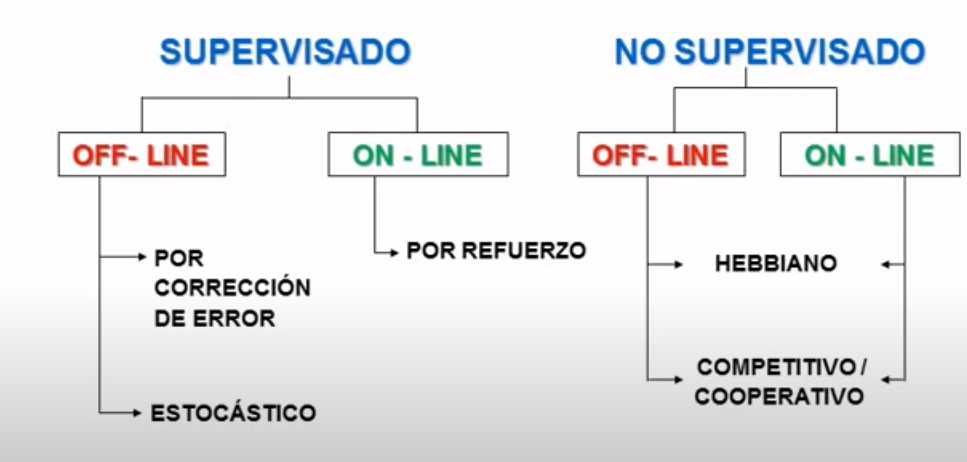 SUPERVISADO
OFF- LINE
ON - LINE
POR
CORRECCIÓN
DE ERROR
ESTOCÁSTICO
POR REFUERZO
NO SUPERVISADO
OFF- LINE
ON - LINE
HEBBIANO
COMPETITIVO /
COOPERATIVO